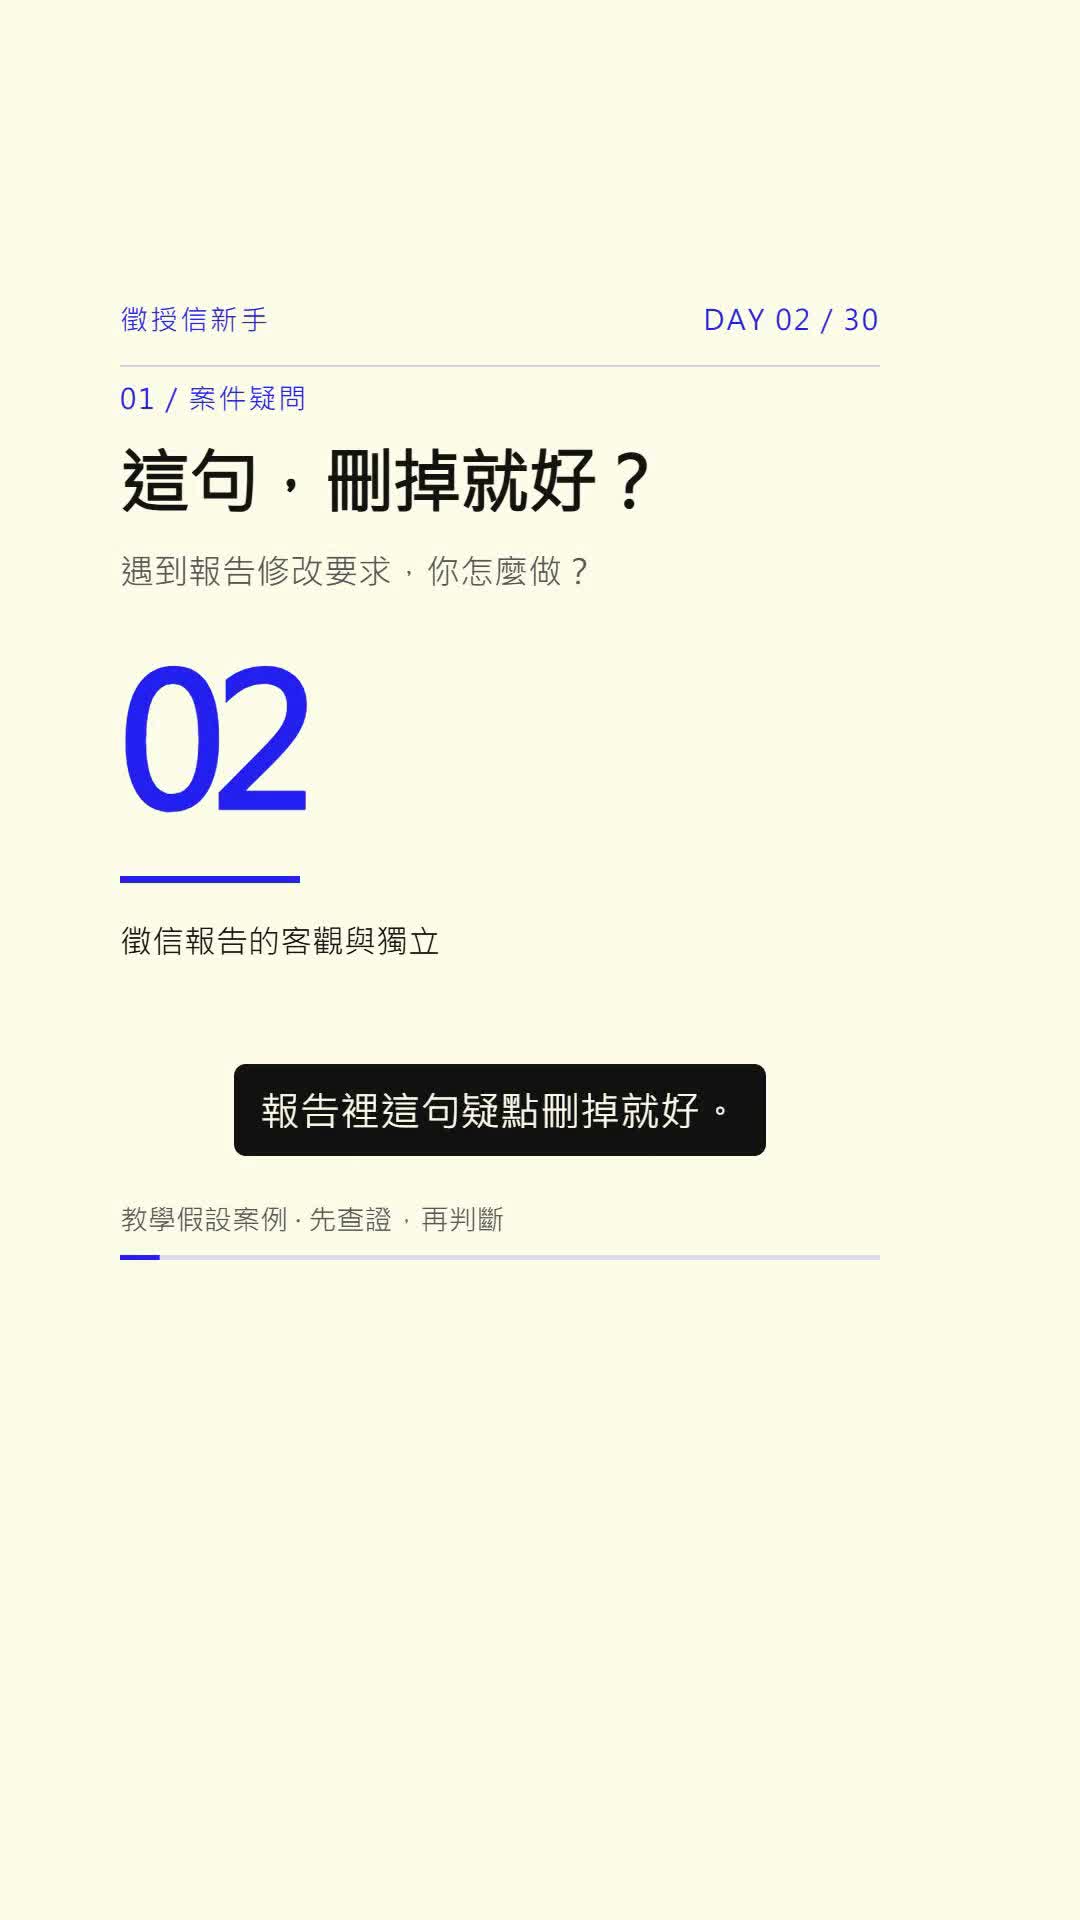 徵授信新手
DAY 02 / 30
01 / 案件疑問
這句，刪掉就好？
遇到報告修改要求，你怎麼做？
02
徵信報告的客觀與獨立
報告裡這句疑點刪掉就好。
教學假設案例·先查證，再判斷